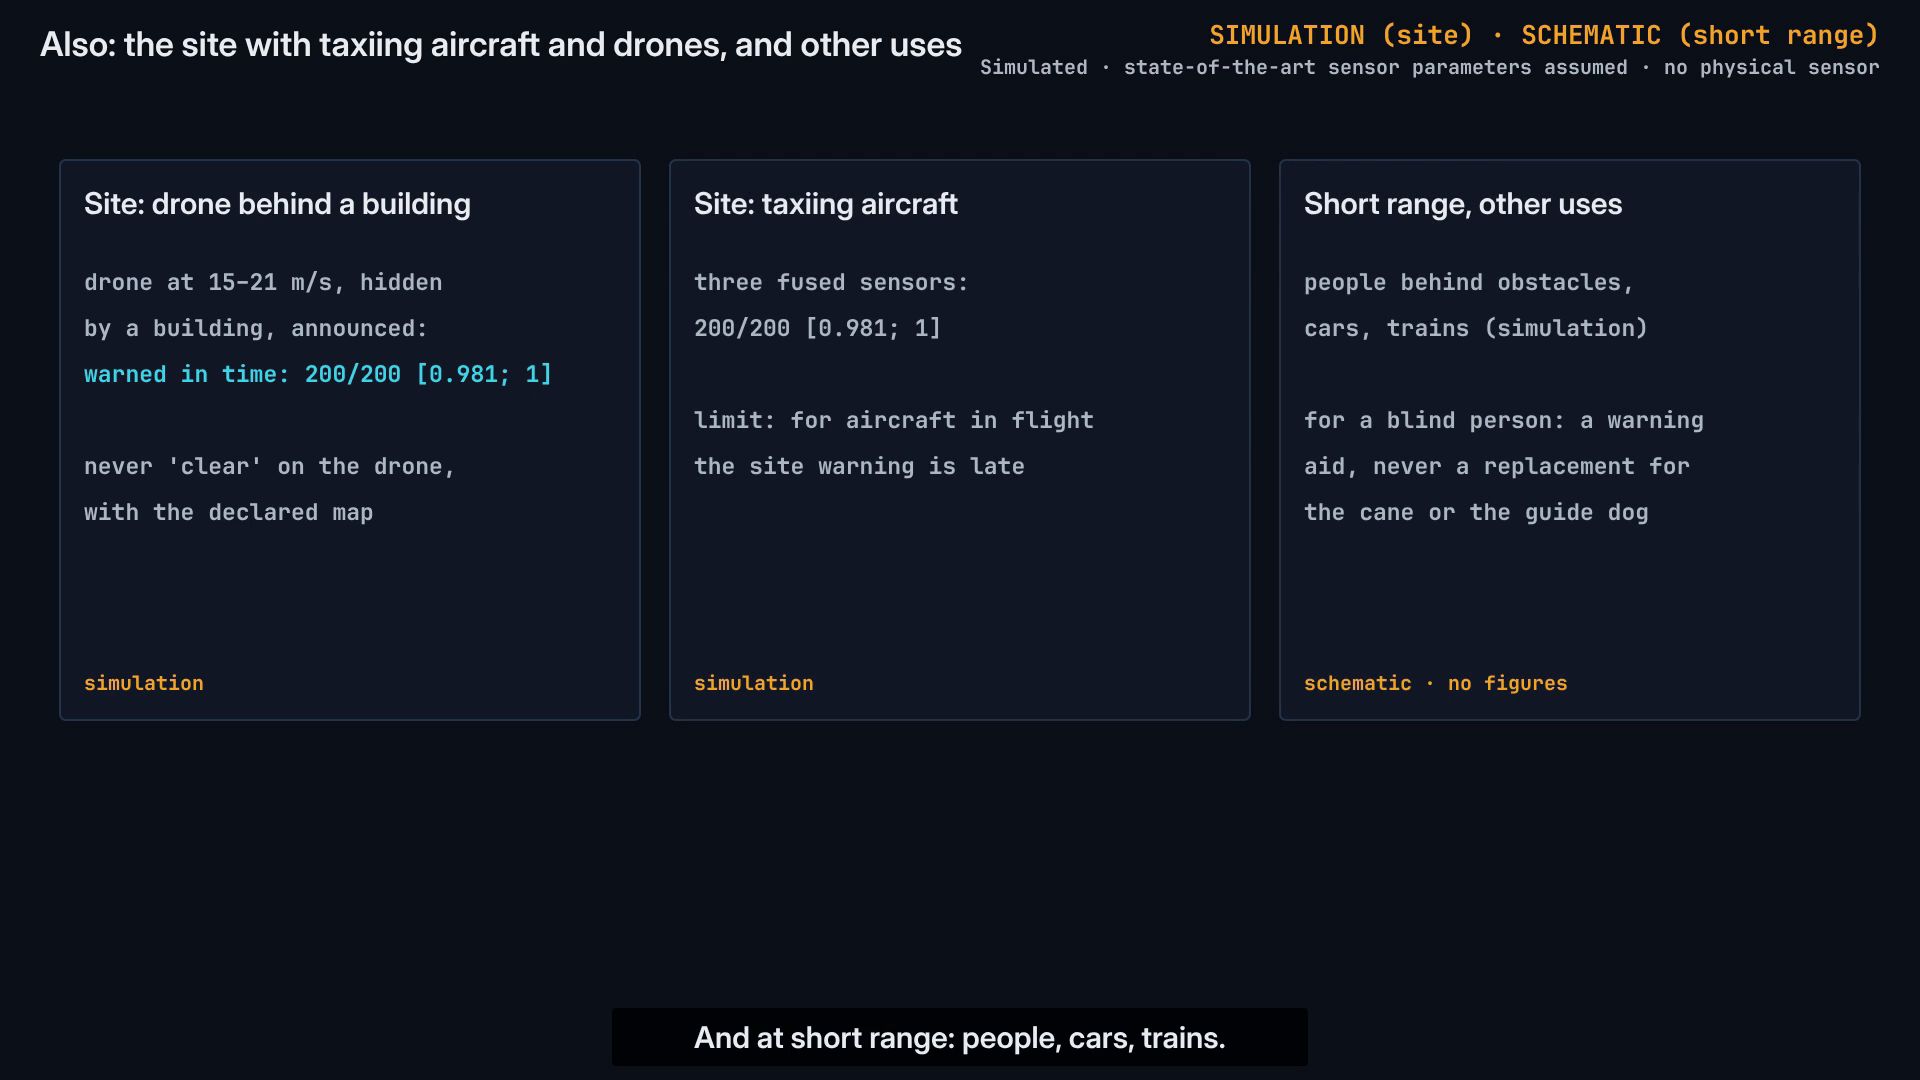 Also: the site with taxiing aircraft and drones, and other uses
SIMULATION (site) · SCHEMATIC (short range)
Simulated · state-of-the-art sensor parameters assumed · no physical sensor
Site: drone behind a building
drone at 15–21 m/s, hidden
by a building, announced:
warned in time: 200/200 [0.981; 1]
never 'clear' on the drone,
with the declared map
simulation
Site: taxiing aircraft
three fused sensors:
200/200 [0.981; 1]
limit: for aircraft in flight
the site warning is late
simulation
Short range, other uses
people behind obstacles,
cars, trains (simulation)
for a blind person: a warning
aid, never a replacement for
the cane or the guide dog
schematic · no figures
And at short range: people, cars, trains.